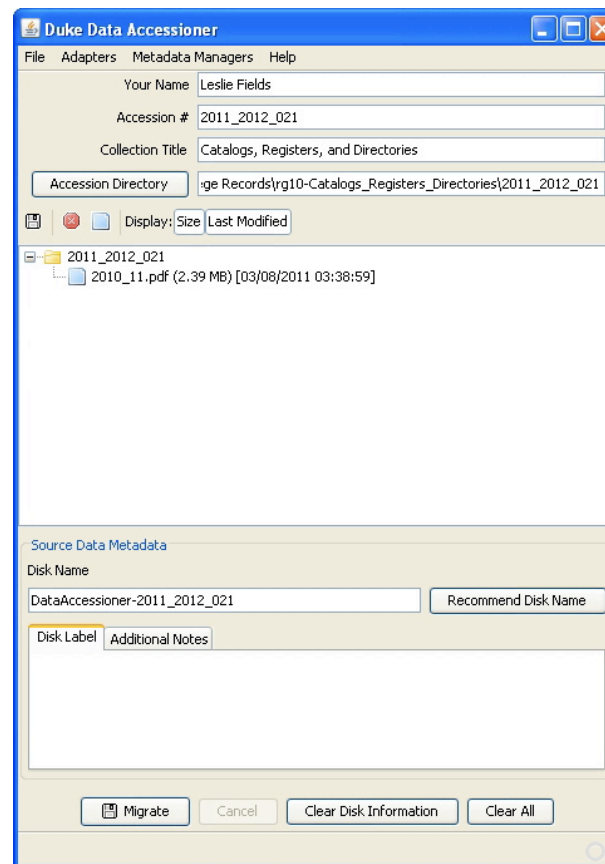 Duke Data Accessioner
File Adapters Metadata Managers Help
Your Name Leslie Fields
Accession # 2011_2012_021
Collection Title Catalogs, Registers, and Directories
Accession Directory ge Records\rg10-Catalogs_Registers_Directories\2011_2012_021
Display: Size Last Modified
2011_2012_021
2010_11.pdf (2.39 MB) [03/08/2011 03:38:59]
Source Data Metadata
Disk Name
DataAccessioner-2011_2012_021 Recommend Disk Name
Disk Label Additional Notes
Migrate Cancel Clear Disk Information Clear All